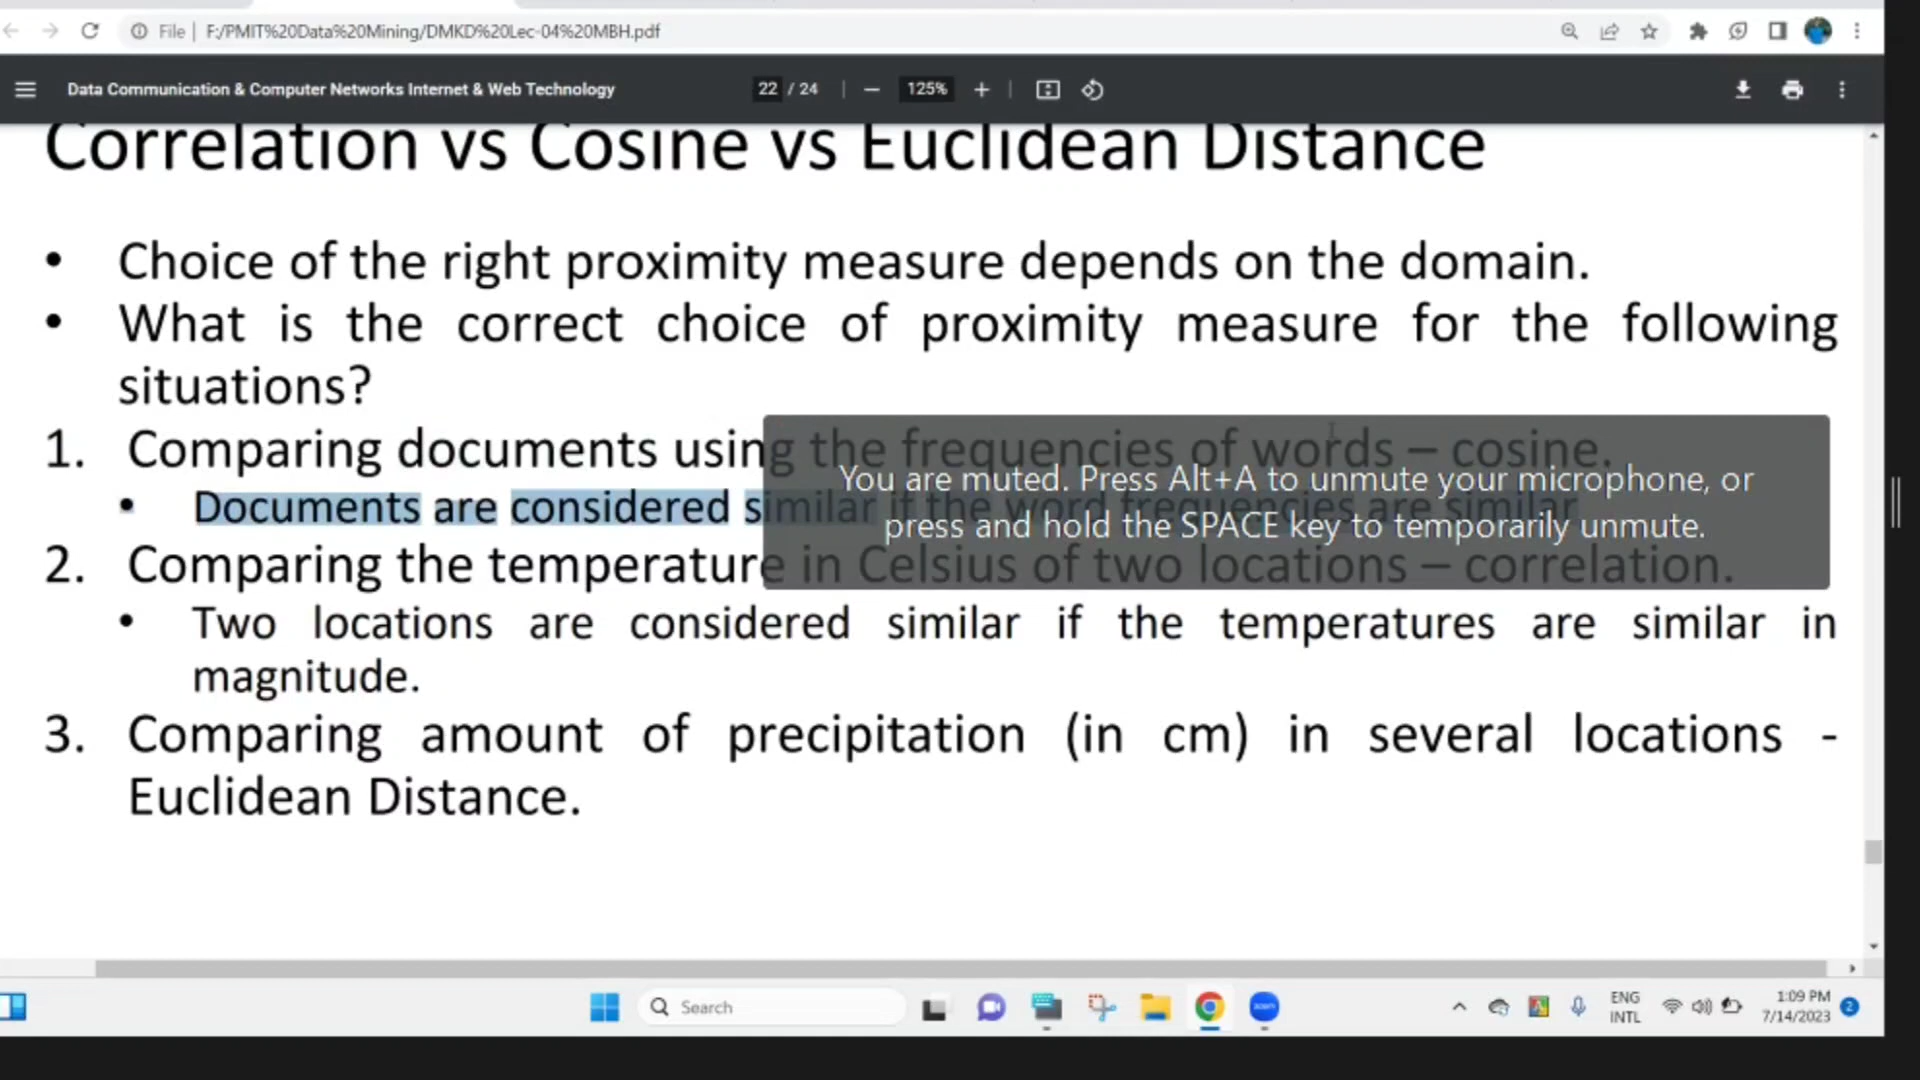 File | F:/PMIT%20Data%20Mining/DMKD%20Lec-04%20MBH.pdf
Data Communication & Computer Networks Internet & Web Technology 22 / 24 | − 125% + |
Correlation vs Cosine vs Euclidean Distance
• Choice of the right proximity measure depends on the domain.
• What is the correct choice of proximity measure for the following
situations?
1. Comparing documents using the frequencies of words – cosine.
• Documents are considered similar if the word frequencies are similar
You are muted. Press Alt+A to unmute your microphone, or
press and hold the SPACE key to temporarily unmute.
2. Comparing the temperature in Celsius of two locations – correlation.
• Two locations are considered similar if the temperatures are similar in
magnitude.
3. Comparing amount of precipitation (in cm) in several locations -
Euclidean Distance.
Search
zoom
ENG
INTL
1:09 PM
7/14/2023
2